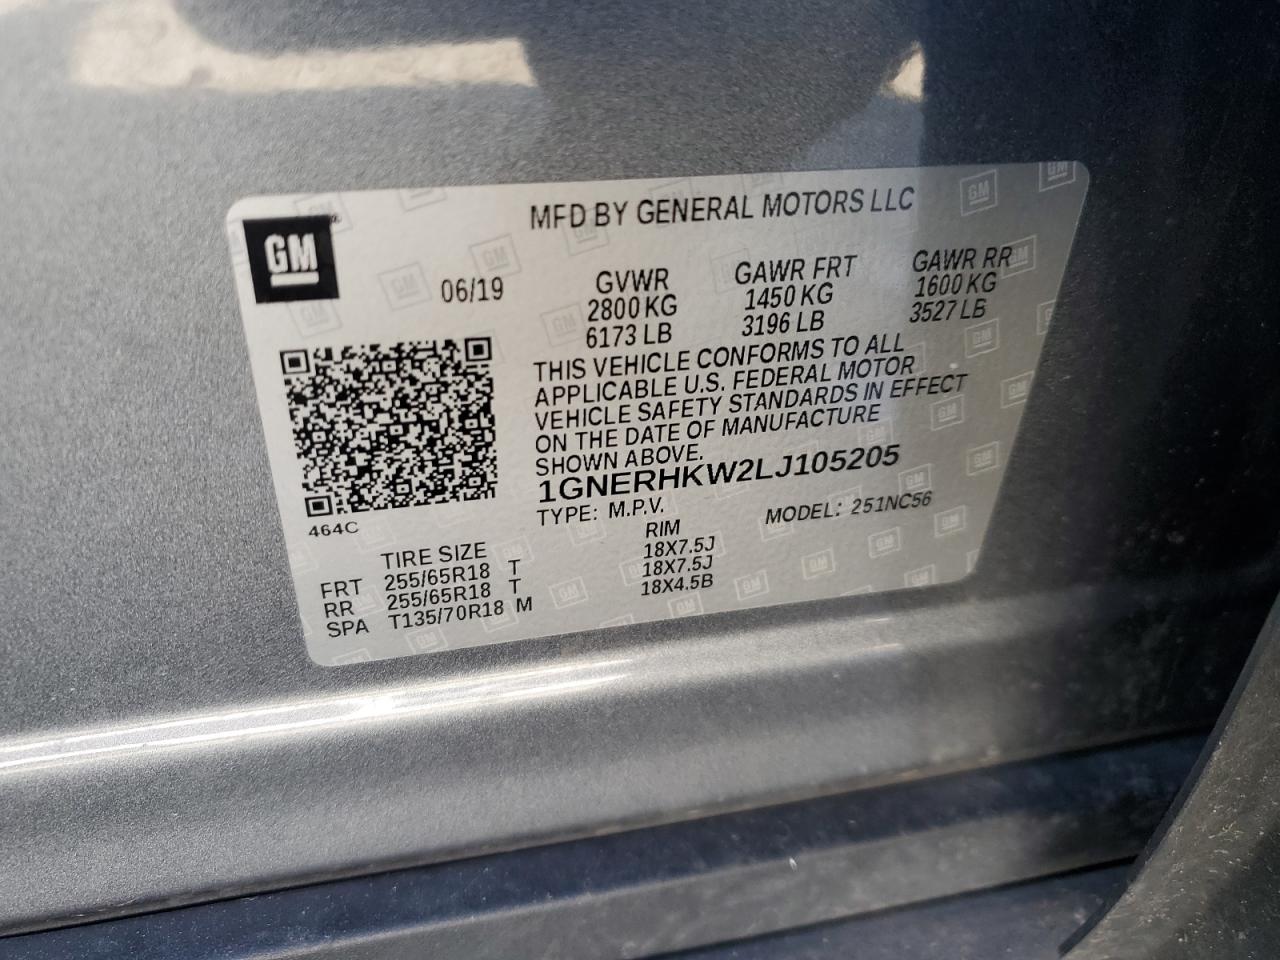 MFD BY GENERAL MOTORS LLC
GM
06/19
GVWR GAWR FRT GAWR RR
2800 KG 1450 KG 1600 KG
6173 LB 3196 LB 3527 LB
THIS VEHICLE CONFORMS TO ALL
APPLICABLE U.S. FEDERAL MOTOR
VEHICLE SAFETY STANDARDS IN EFFECT
ON THE DATE OF MANUFACTURE
SHOWN ABOVE.
1GNERHKW2LJ105205
TYPE: M.P.V. MODEL: 251NC56
464C
TIRE SIZE RIM
FRT 255/65R18 T 18X7.5J
RR 255/65R18 T 18X7.5J
SPA T135/70R18 M 18X4.5B